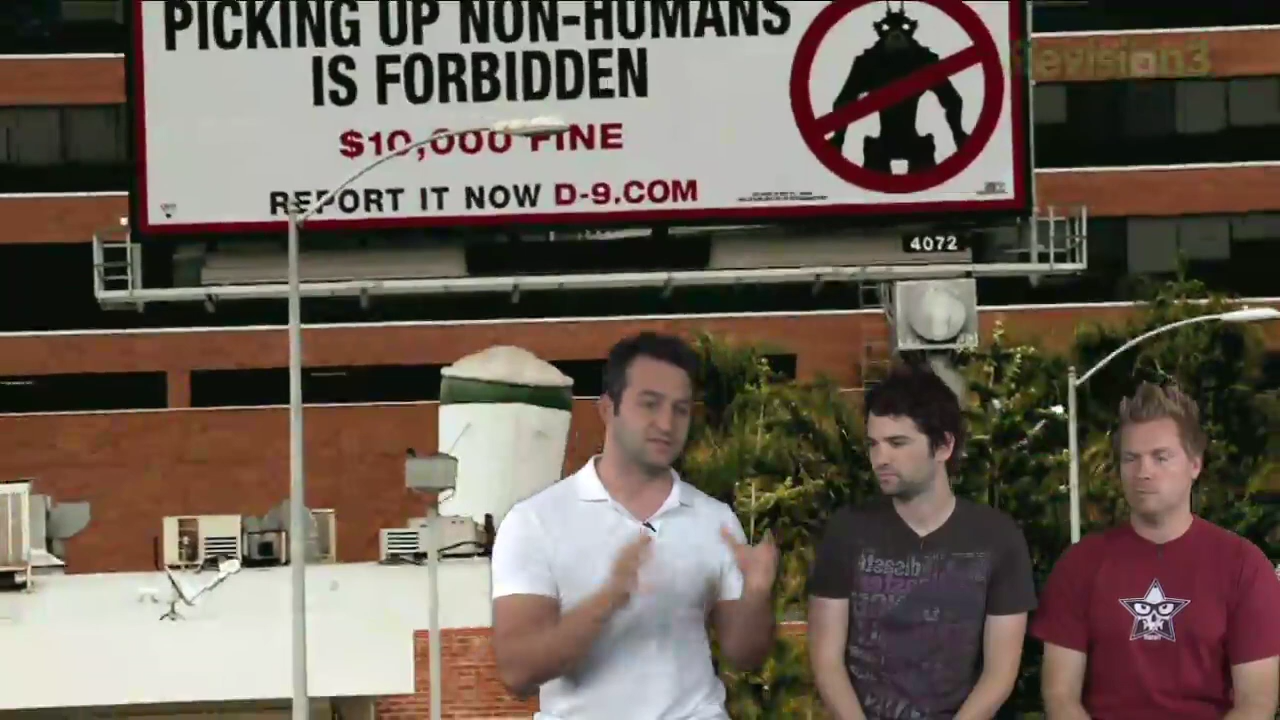 PICKING UP NON-HUMANS
IS FORBIDDEN
$10,000 FINE
REPORT IT NOW D-9.COM
4072
Revision3